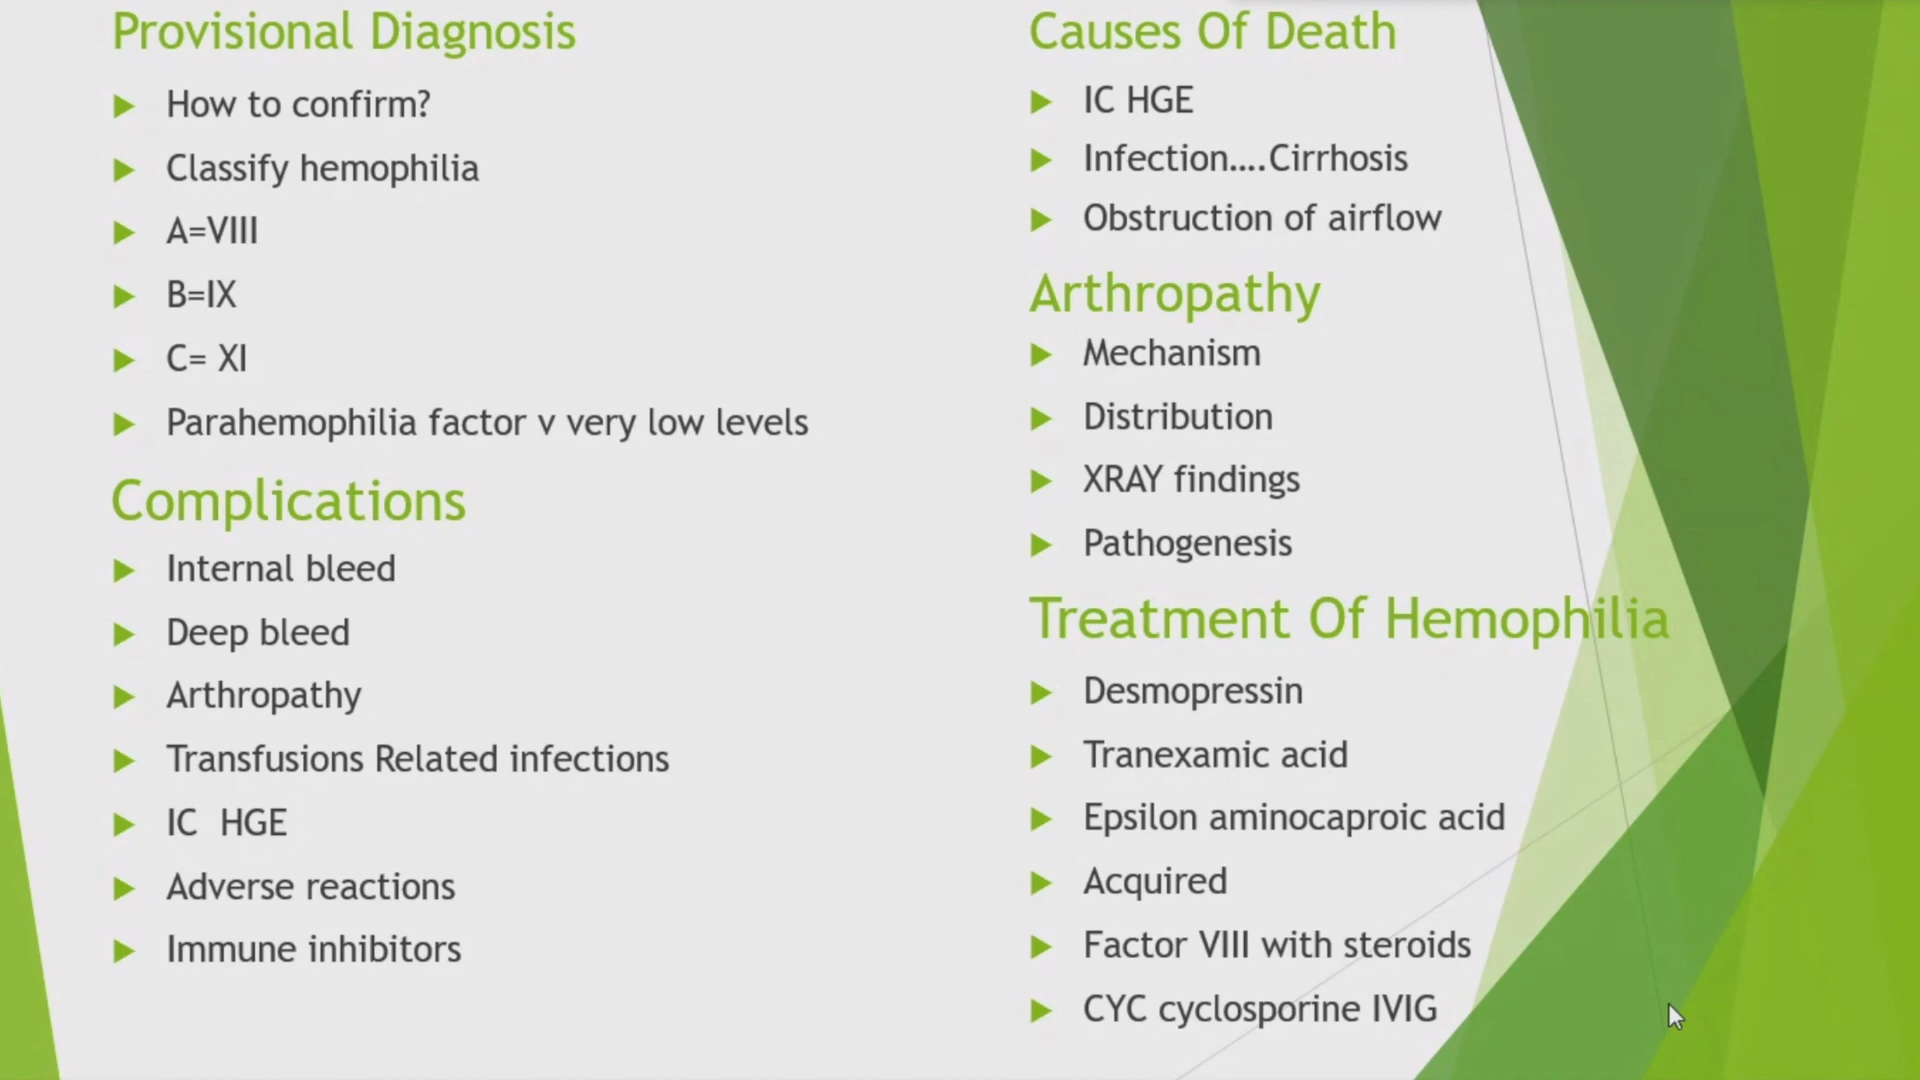 Provisional Diagnosis
How to confirm?
Classify hemophilia
A=VIII
B=IX
C= XI
Parahemophilia factor v very low levels
Complications
Internal bleed
Deep bleed
Arthropathy
Transfusions Related infections
IC  HGE
Adverse reactions
Immune inhibitors
Causes Of Death
IC HGE
Infection....Cirrhosis
Obstruction of airflow
Arthropathy
Mechanism
Distribution
XRAY findings
Pathogenesis
Treatment Of Hemophilia
Desmopressin
Tranexamic acid
Epsilon aminocaproic acid
Acquired
Factor VIII with steroids
CYC cyclosporine IVIG